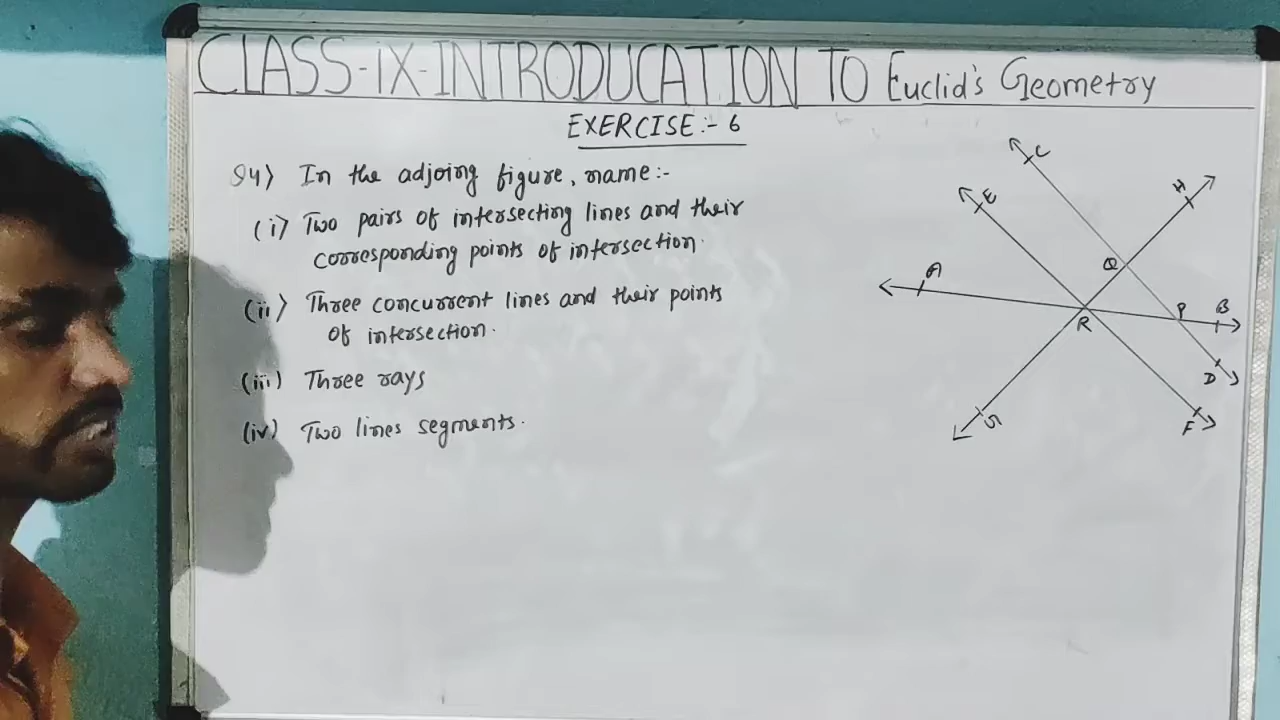 CLASS-iX-INTRODUCATION TO Euclid's Geometry
EXERCISE:- 6
Q4) In the adjoing figure, name:-
(i) Two pairs of intersecting lines and their
corresponding points of intersection.
(ii) Three concurrent lines and their points
of intersection.
(iii) Three rays
(iv) Two lines segments.
C
H
E
Q
A
P
B
R
D
G
F